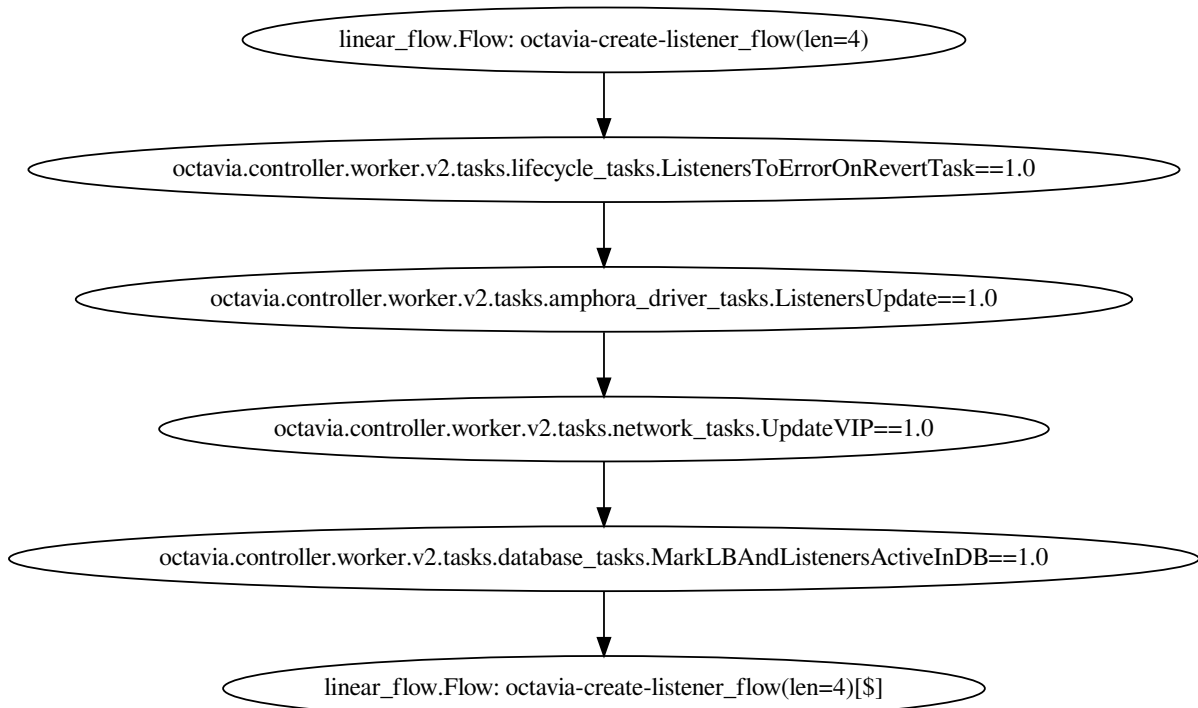 linear_flow.Flow: octavia-create-listener_flow(len=4)
octavia.controller.worker.v2.tasks.lifecycle_tasks.ListenersToErrorOnRevertTask==1.0
octavia.controller.worker.v2.tasks.amphora_driver_tasks.ListenersUpdate==1.0
octavia.controller.worker.v2.tasks.network_tasks.UpdateVIP==1.0
octavia.controller.worker.v2.tasks.database_tasks.MarkLBAndListenersActiveInDB==1.0
linear_flow.Flow: octavia-create-listener_flow(len=4)[$]